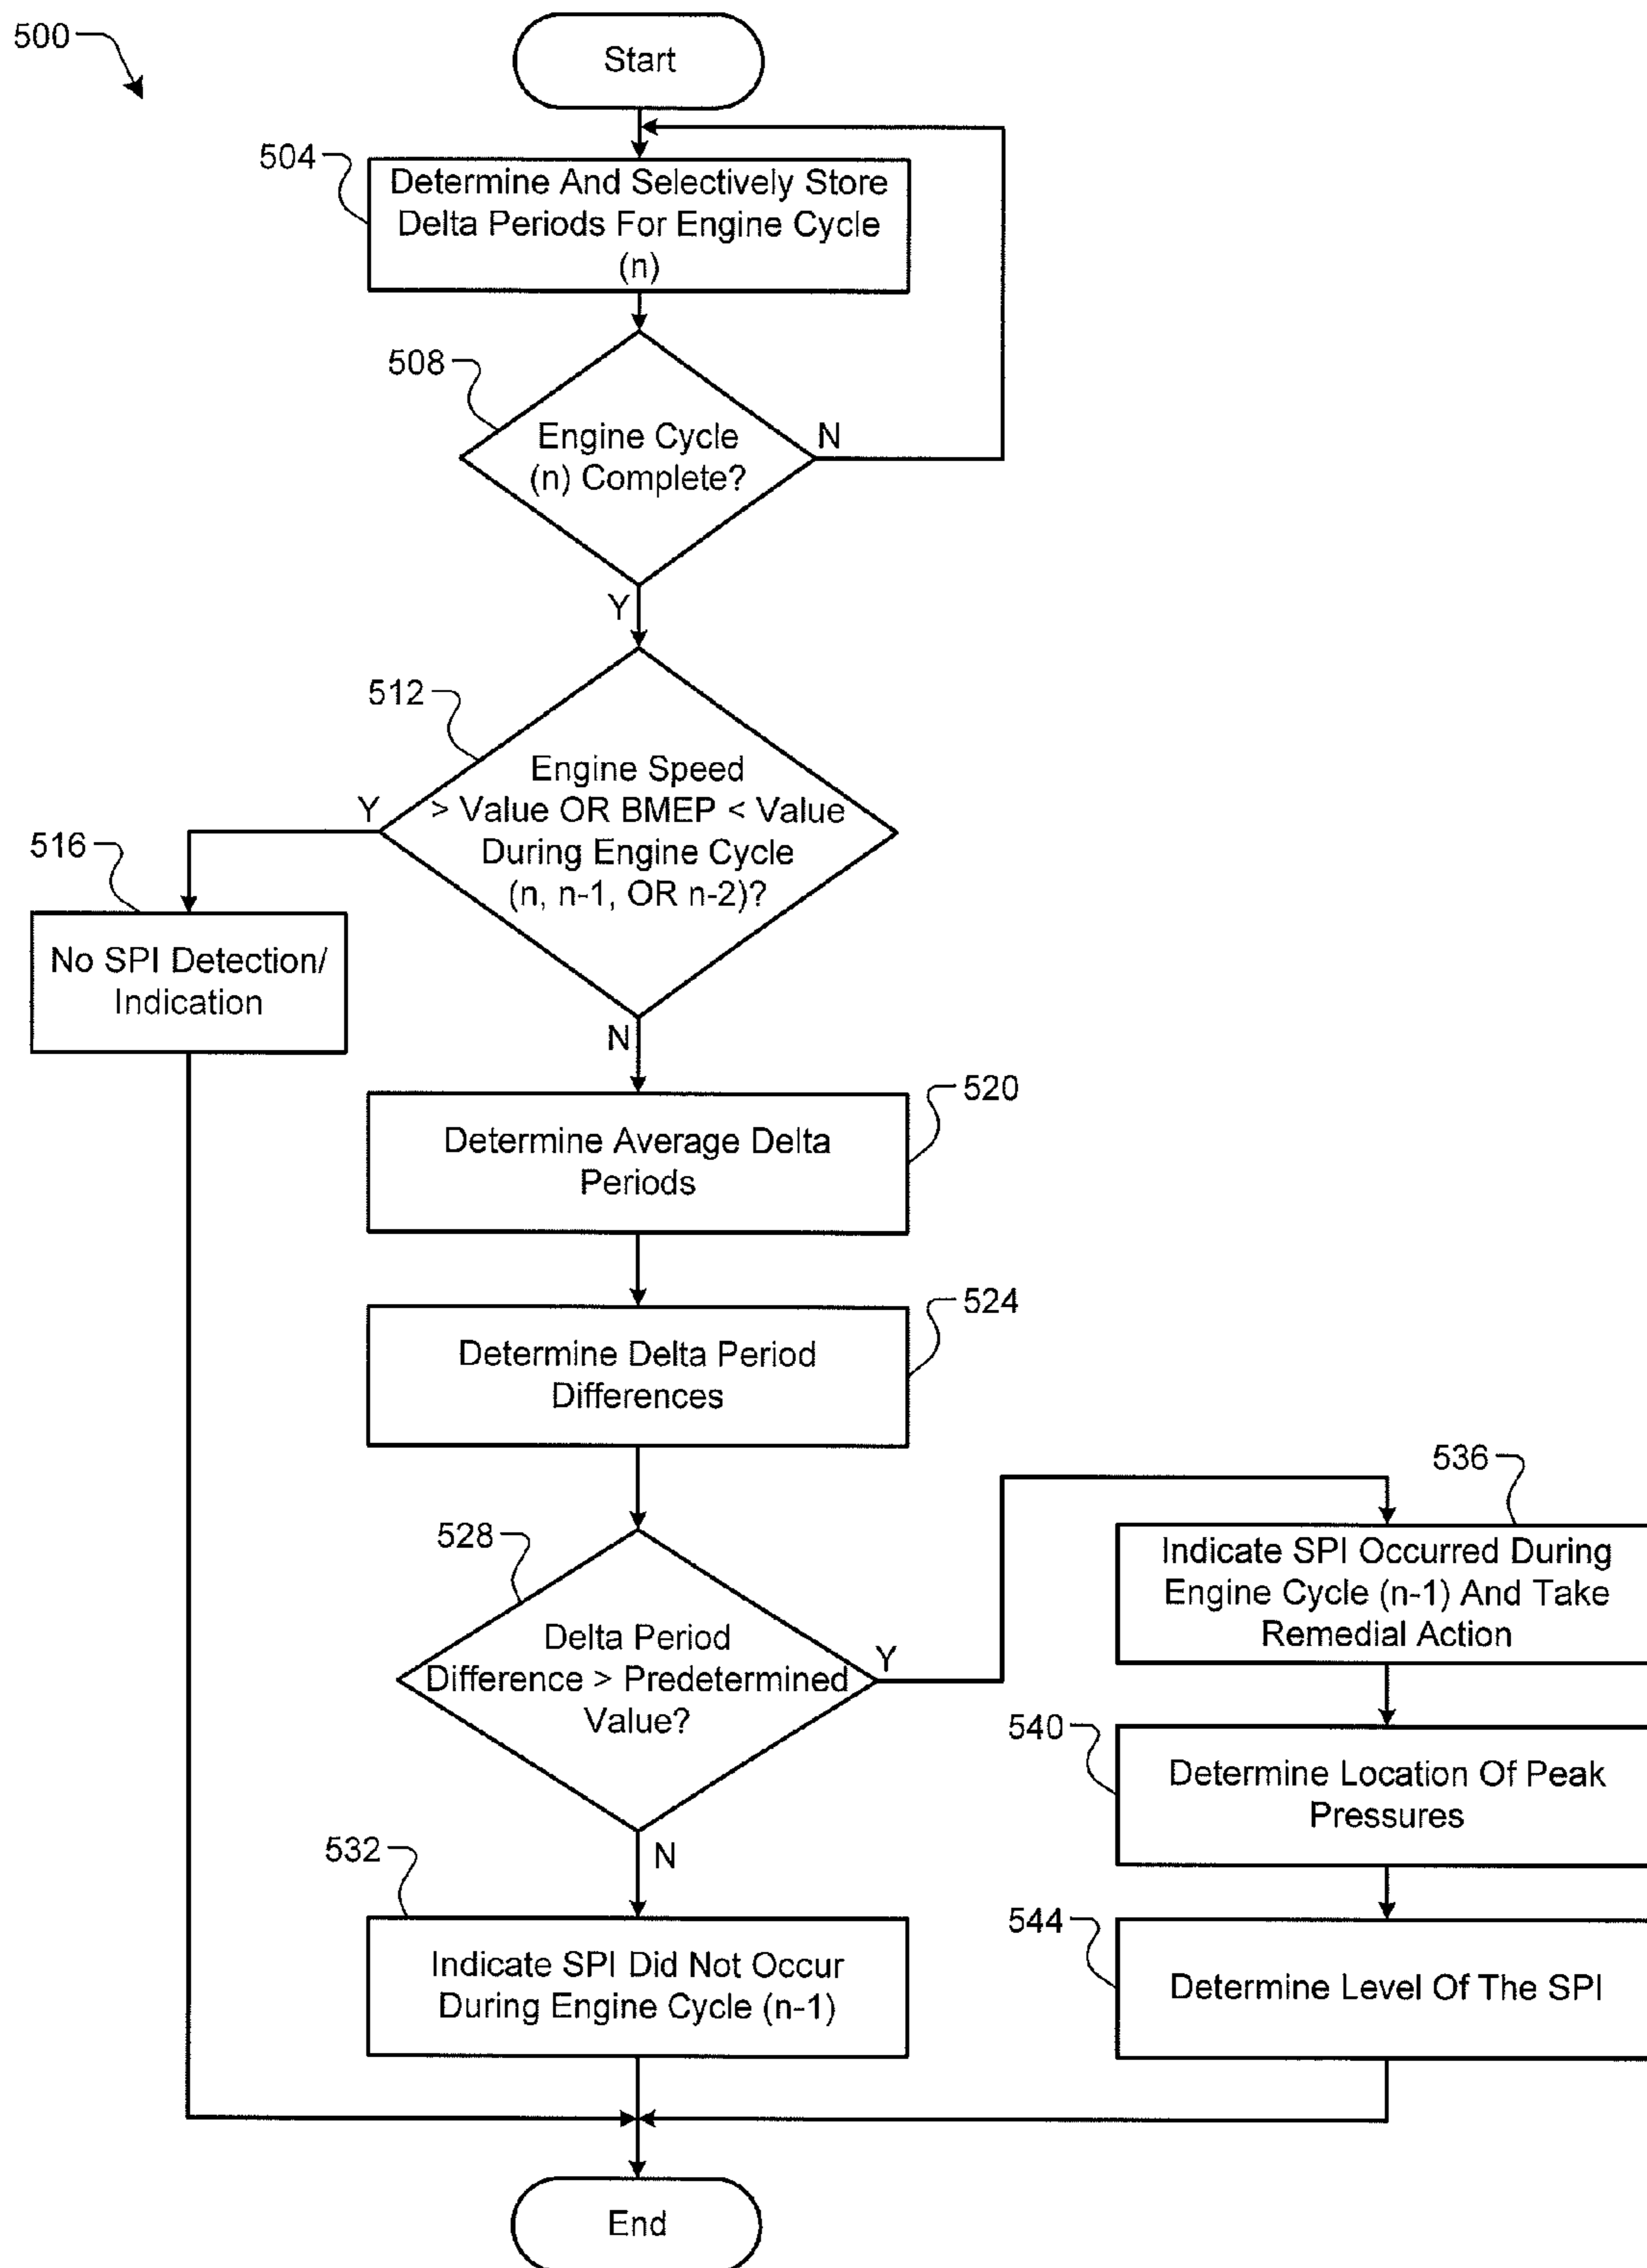 500
Start
504
Determine And Selectively Store
Delta Periods For Engine Cycle
(n)
508
Engine Cycle
(n) Complete?
N
Y
512
Engine Speed
> Value OR BMEP < Value
During Engine Cycle
(n, n-1, OR n-2)?
Y
N
516
No SPI Detection/
Indication
520
Determine Average Delta
Periods
524
Determine Delta Period
Differences
528
Delta Period
Difference > Predetermined
Value?
Y
N
536
Indicate SPI Occurred During
Engine Cycle (n-1) And Take
Remedial Action
540
Determine Location Of Peak
Pressures
532
Indicate SPI Did Not Occur
During Engine Cycle (n-1)
544
Determine Level Of The SPI
End